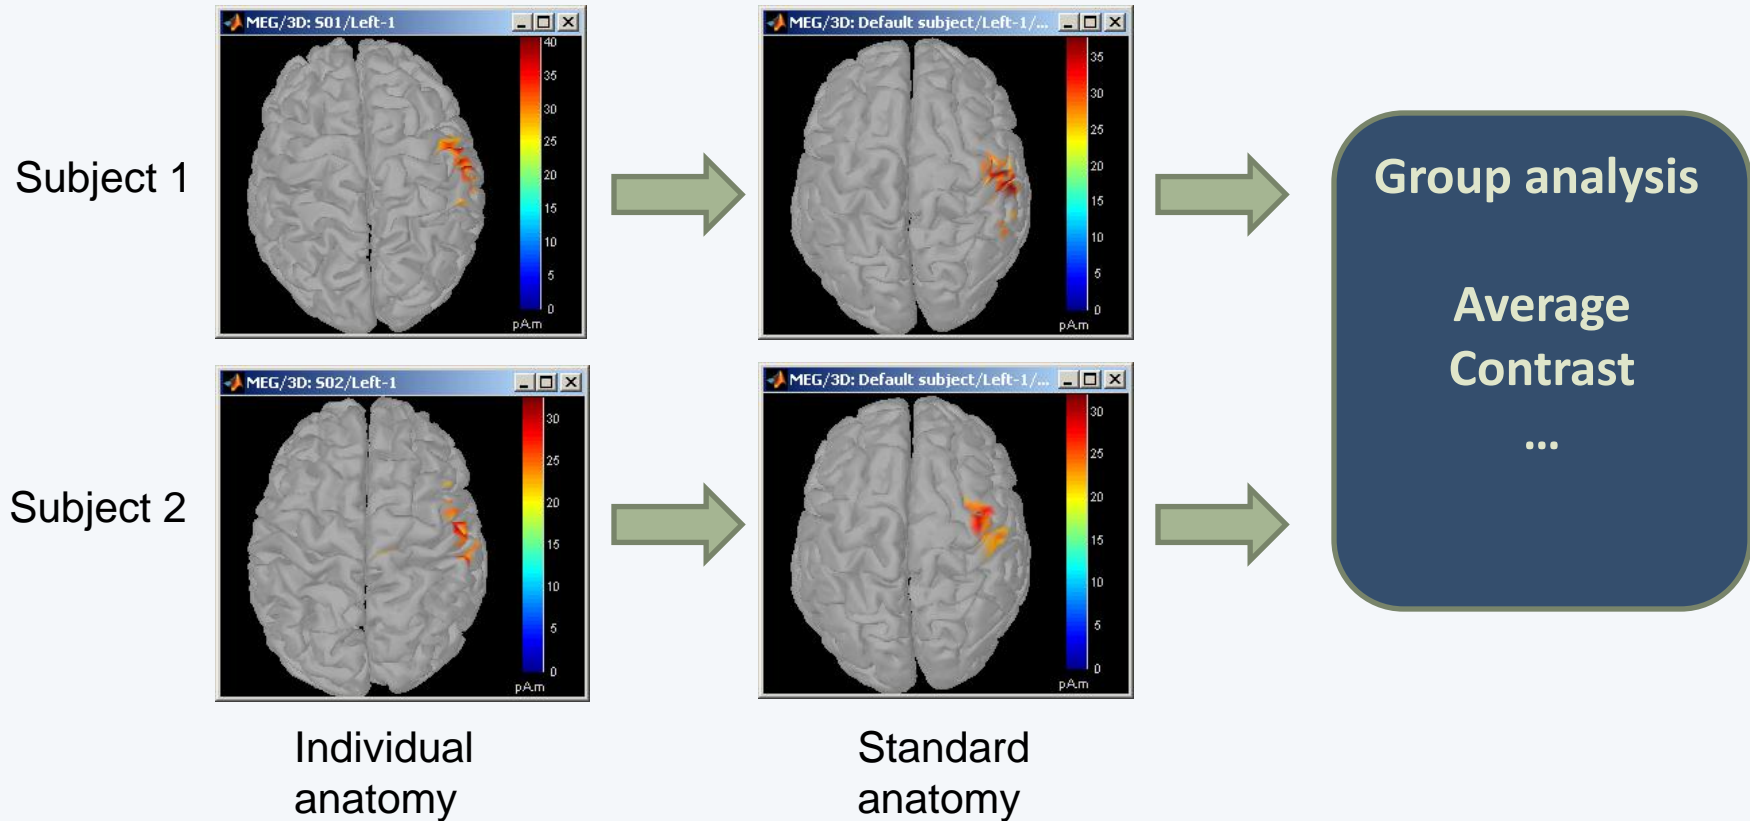 MEG/3D: S01/Left-1
40
35
30
25
20
15
10
5
0
pA.m
MEG/3D: Default subject/Left-1/...
35
30
25
20
15
10
5
0
pA.m
Subject 1
Group analysis
Average
Contrast
...
MEG/3D: S02/Left-1
30
25
20
15
10
5
0
pA.m
MEG/3D: Default subject/Left-1/...
30
25
20
15
10
5
0
pA.m
Subject 2
Individual
anatomy
Standard
anatomy